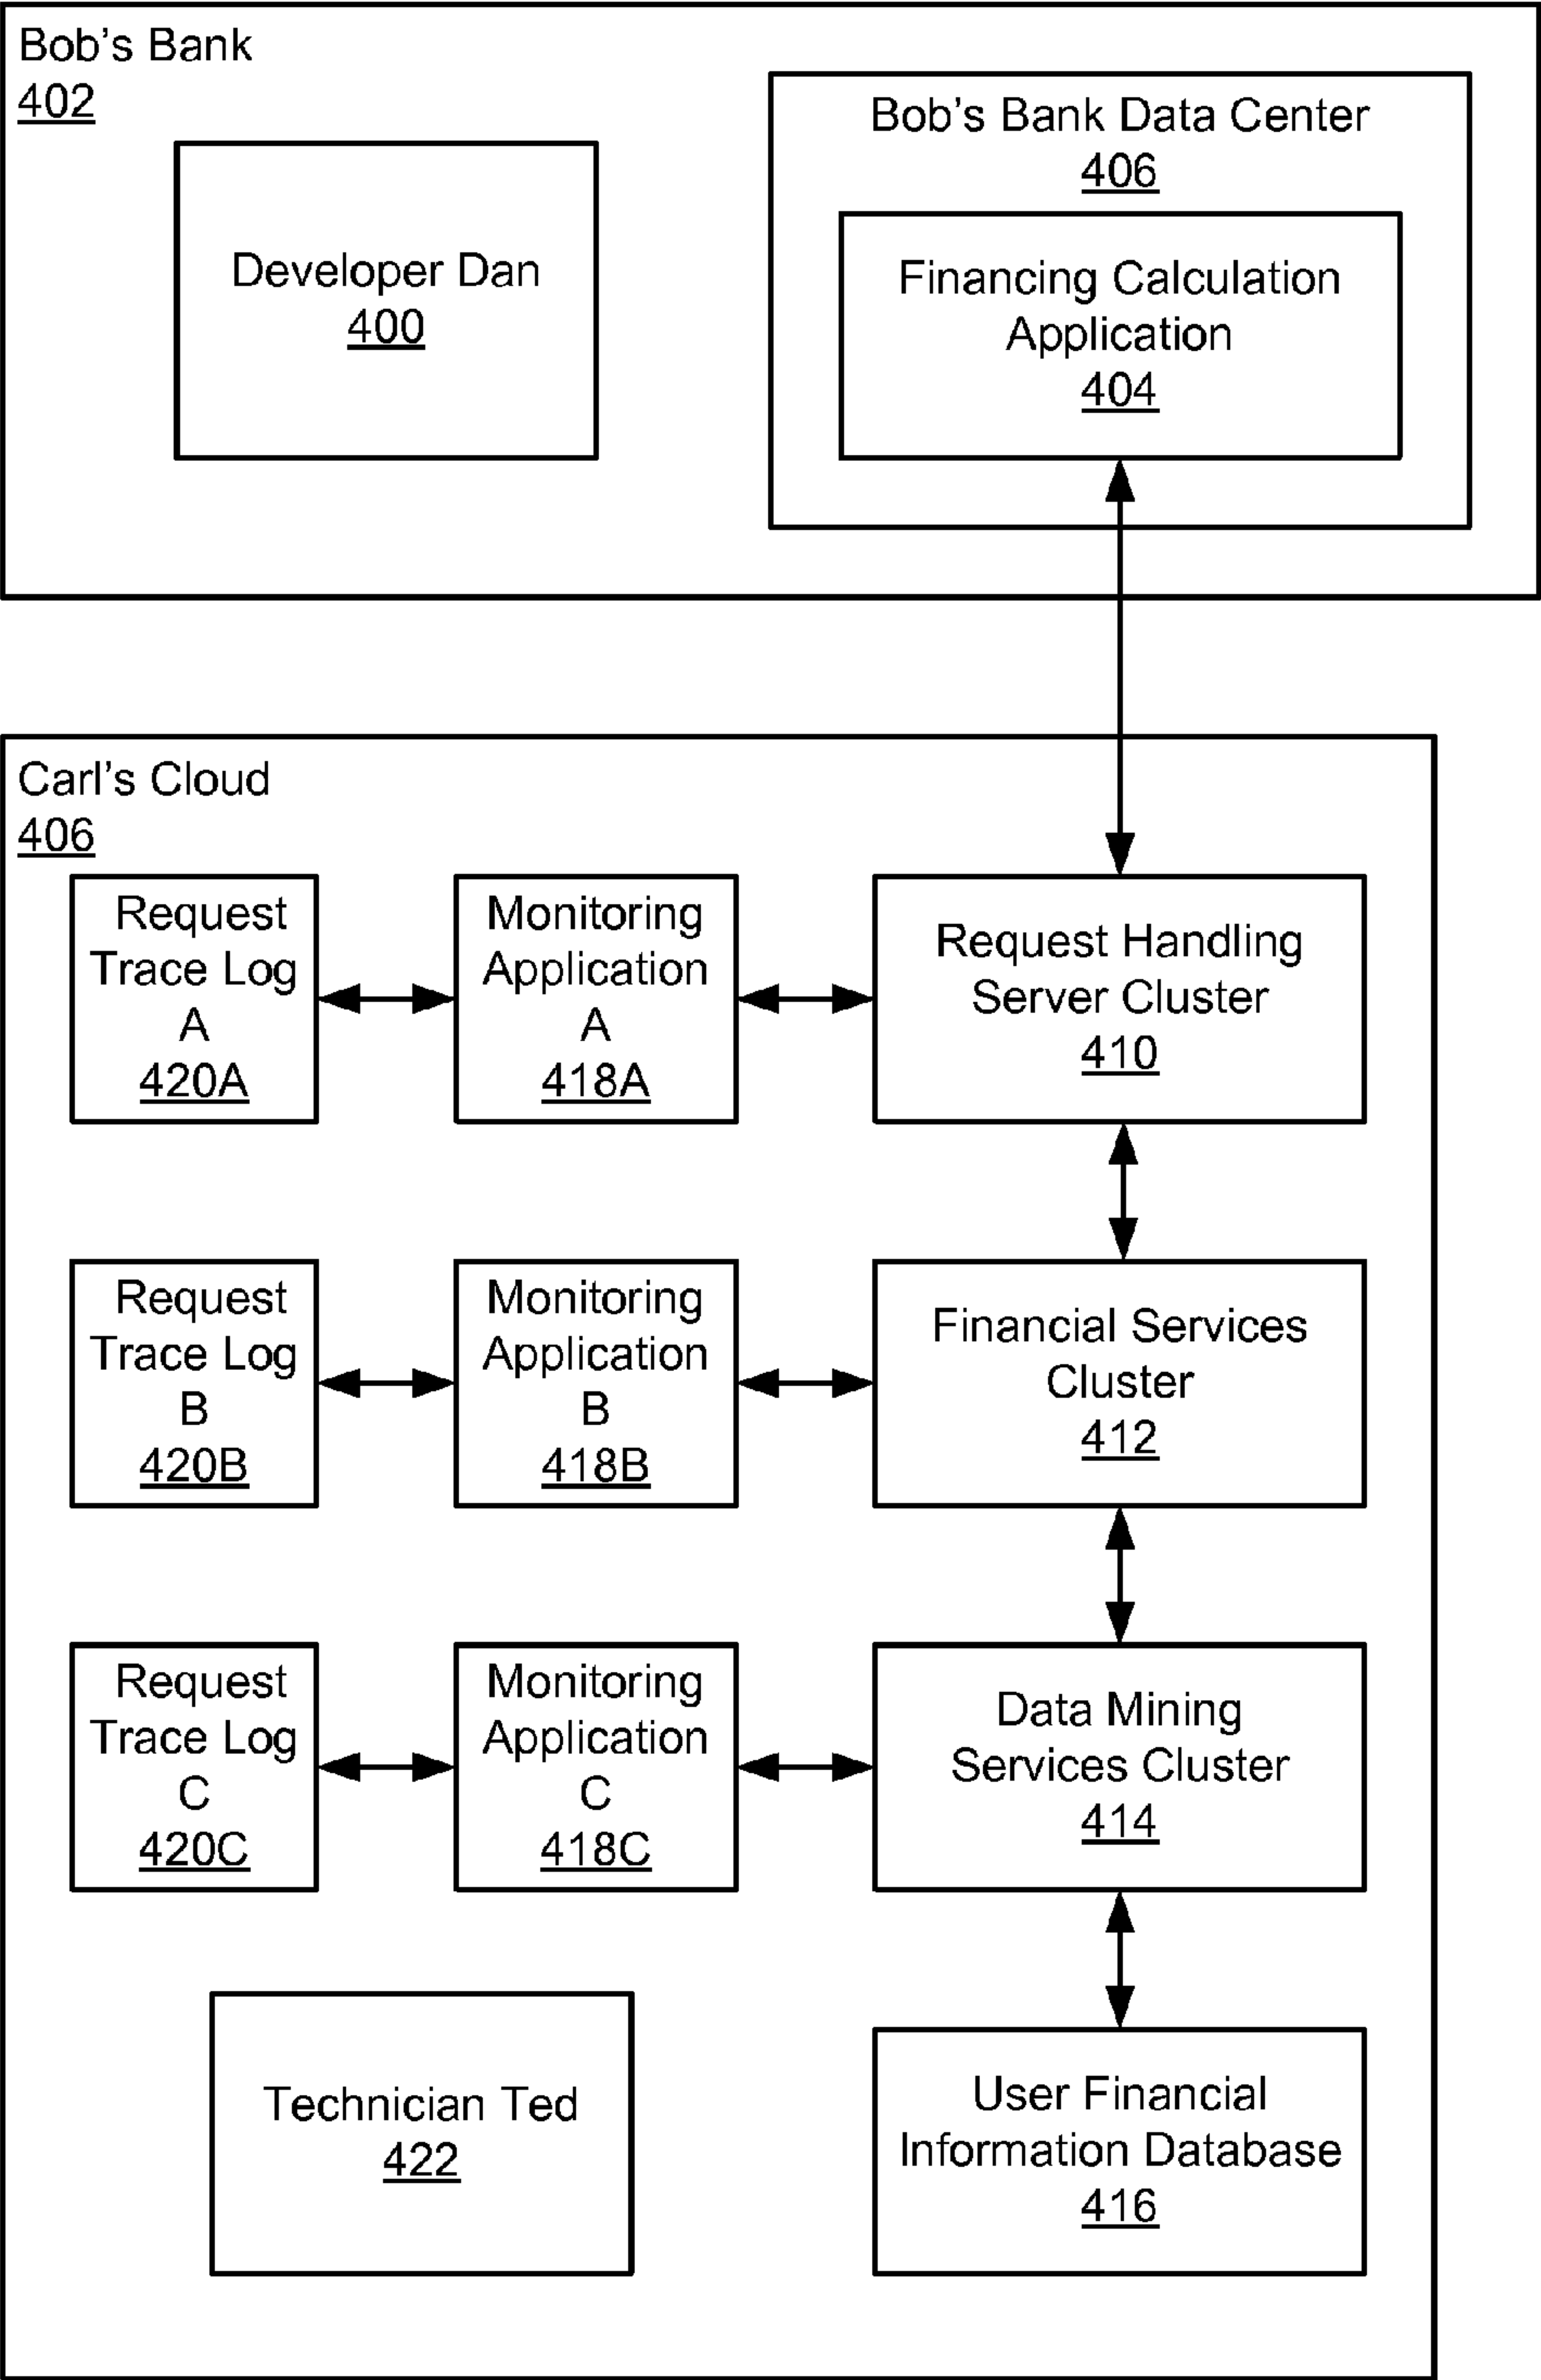 Bob's Bank
402
Bob's Bank Data Center
406
Developer Dan
400
Financing Calculation
Application
404
Carl's Cloud
406
Request
Trace Log
A
420A
Monitoring
Application
A
418A
Request Handling
Server Cluster
410
Request
Trace Log
B
420B
Monitoring
Application
B
418B
Financial Services
Cluster
412
Request
Trace Log
C
420C
Monitoring
Application
C
418C
Data Mining
Services Cluster
414
Technician Ted
422
User Financial
Information Database
416